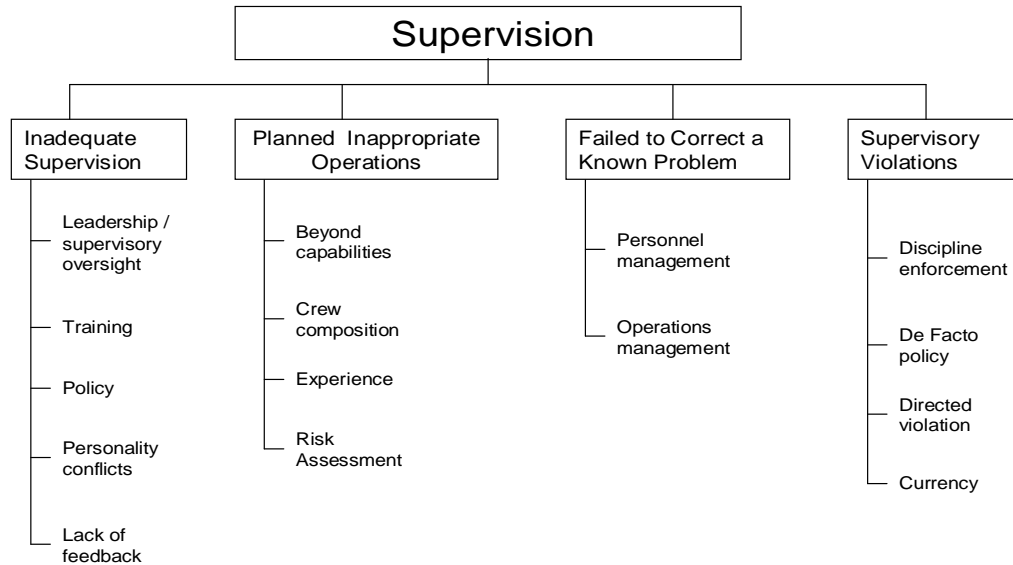 Supervision
Inadequate
Supervision
Leadership /
supervisory
oversight
Training
Policy
Personality
conflicts
Lack of
feedback
Planned Inappropriate
Operations
Beyond
capabilities
Crew
composition
Experience
Risk
Assessment
Failed to Correct a
Known Problem
Personnel
management
Operations
management
Supervisory
Violations
Discipline
enforcement
De Facto
policy
Directed
violation
Currency